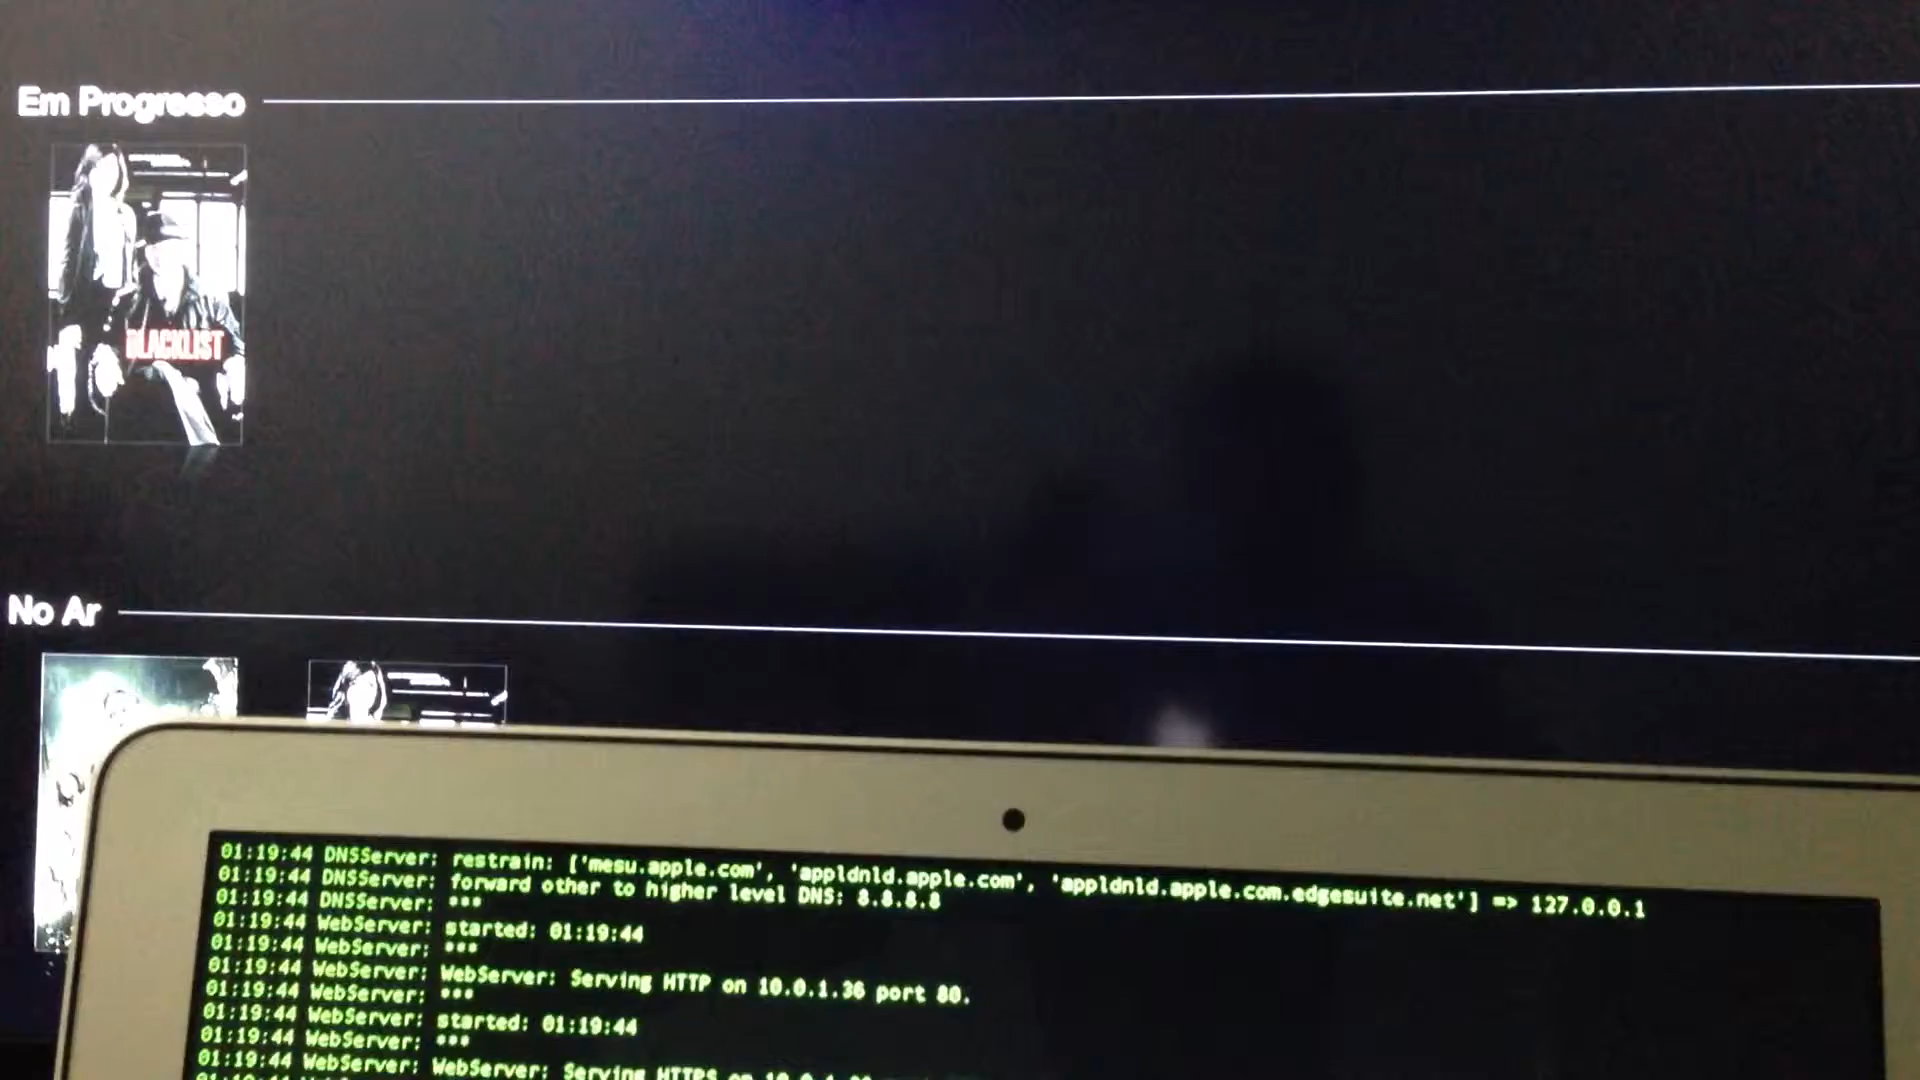 Em Progresso
BLACKLIST
No Ar
01:19:44 DNSServer: restrain: ['mesu.apple.com', 'appldnld.apple.com', 'appldnld.apple.com.edgesuite.net'] => 127.0.0.1
01:19:44 DNSServer: forward other to higher level DNS: 8.8.8.8
01:19:44 DNSServer: ***
01:19:44 WebServer: started: 01:19:44
01:19:44 WebServer: ***
01:19:44 WebServer: WebServer: Serving HTTP on 10.0.1.36 port 80.
01:19:44 WebServer: ***
01:19:44 WebServer: started: 01:19:44
01:19:44 WebServer: ***
01:19:44 WebServer: WebServer: Serving HTTPS on